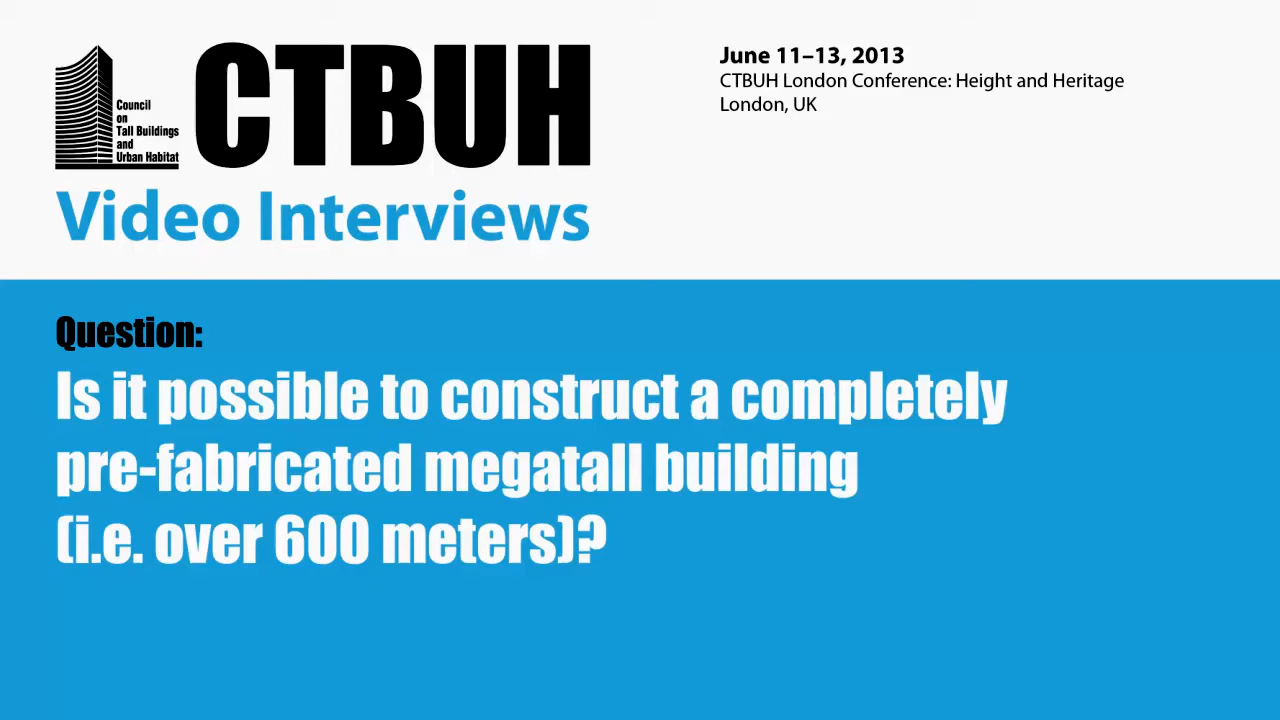 Council
on
Tall Buildings
and
Urban Habitat
CTBUH
Video Interviews
June 11–13, 2013
CTBUH London Conference: Height and Heritage
London, UK
Question:
Is it possible to construct a completely
pre-fabricated megatall building
(i.e. over 600 meters)?